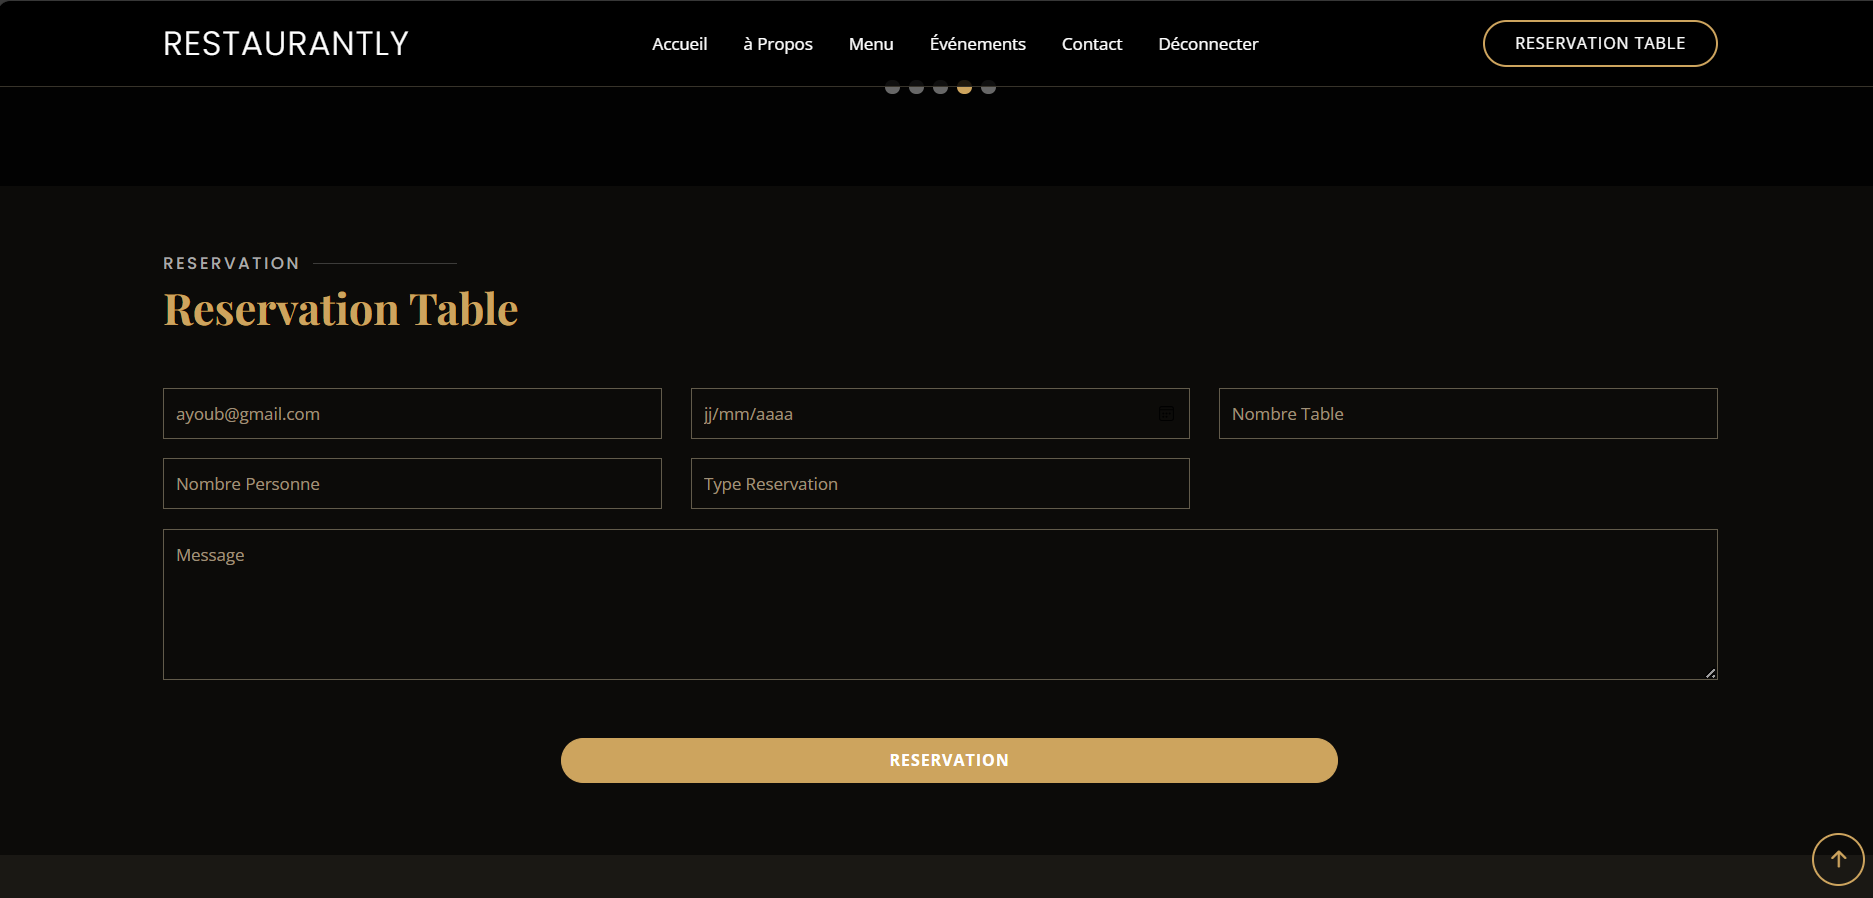 RESTAURANTLY
Accueil à Propos Menu Événements Contact Déconnecter
RESERVATION TABLE
RESERVATION
Reservation Table
ayoub@gmail.com jj/mm/aaaa Nombre Table
Nombre Personne Type Reservation
Message
RESERVATION